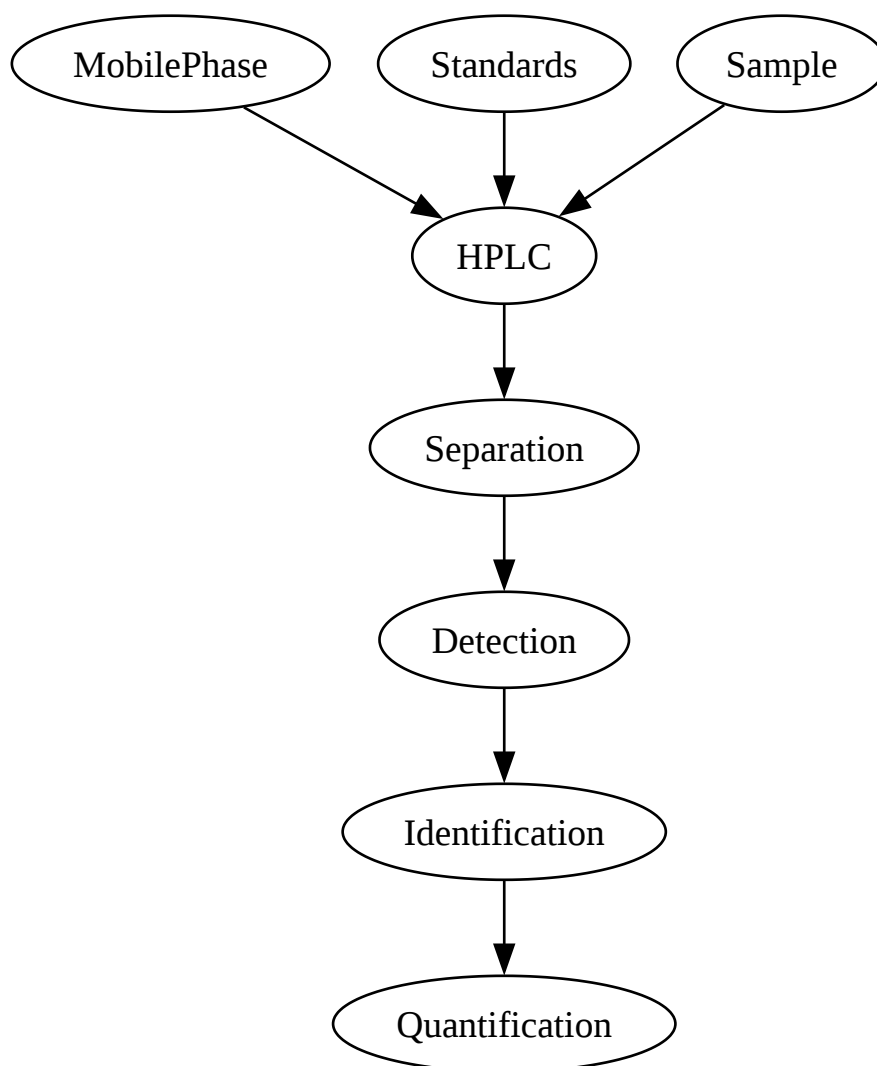 MobilePhase Standards Sample
HPLC
Separation
Detection
Identification
Quantification